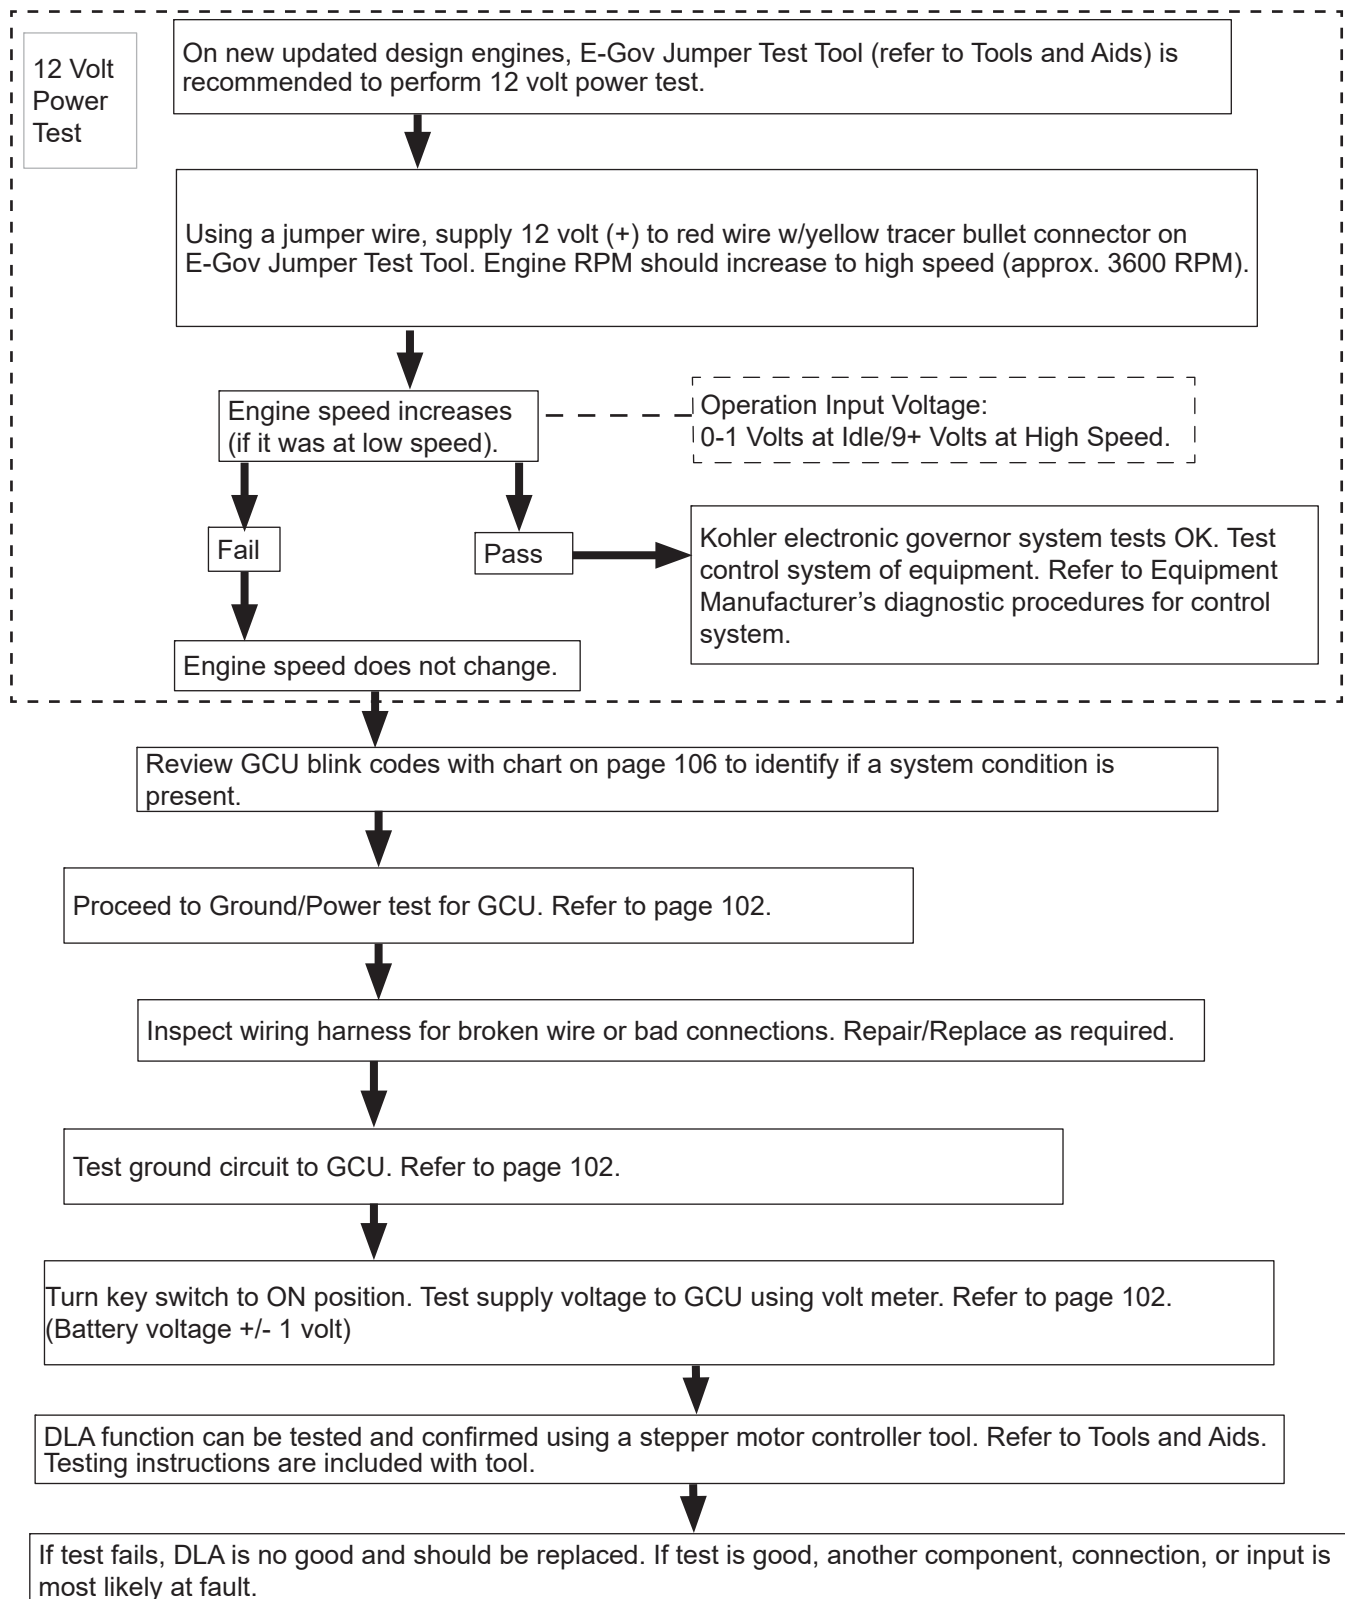 12 Volt
Power
Test
On new updated design engines, E-Gov Jumper Test Tool (refer to Tools and Aids) is
recommended to perform 12 volt power test.
Using a jumper wire, supply 12 volt (+) to red wire w/yellow tracer bullet connector on
E-Gov Jumper Test Tool. Engine RPM should increase to high speed (approx. 3600 RPM).
Engine speed increases
(if it was at low speed).
Operation Input Voltage:
0-1 Volts at Idle/9+ Volts at High Speed.
Fail
Pass
Kohler electronic governor system tests OK. Test
control system of equipment. Refer to Equipment
Manufacturer’s diagnostic procedures for control
system.
Engine speed does not change.
Review GCU blink codes with chart on page 106 to identify if a system condition is
present.
Proceed to Ground/Power test for GCU. Refer to page 102.
Inspect wiring harness for broken wire or bad connections. Repair/Replace as required.
Test ground circuit to GCU. Refer to page 102.
Turn key switch to ON position. Test supply voltage to GCU using volt meter. Refer to page 102.
(Battery voltage +/- 1 volt)
DLA function can be tested and confirmed using a stepper motor controller tool. Refer to Tools and Aids.
Testing instructions are included with tool.
If test fails, DLA is no good and should be replaced. If test is good, another component, connection, or input is
most likely at fault.